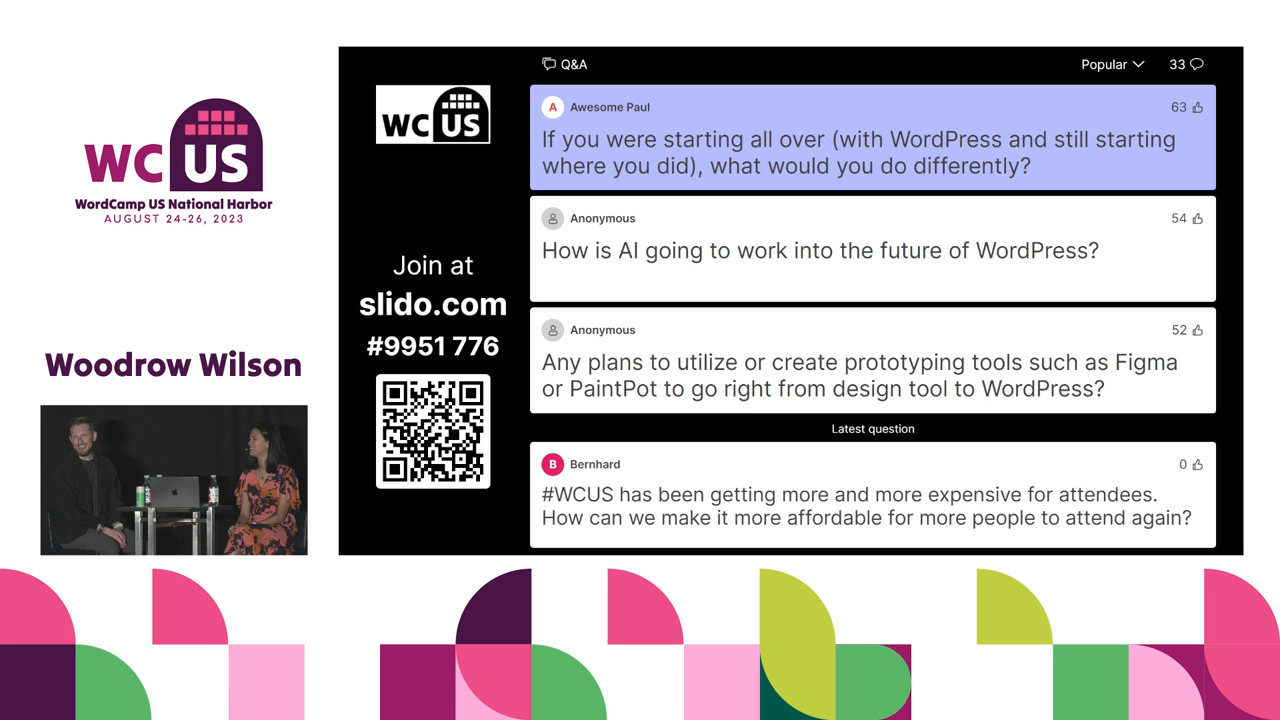 WC US
WordCamp US National Harbor
AUGUST 24-26, 2023
Woodrow Wilson
WC US
Join at
slido.com
#9951 776
Q&A
Popular
33
A
Awesome Paul
63
If you were starting all over (with WordPress and still starting
where you did), what would you do differently?
Anonymous
54
How is AI going to work into the future of WordPress?
Anonymous
52
Any plans to utilize or create prototyping tools such as Figma
or PaintPot to go right from design tool to WordPress?
Latest question
B
Bernhard
0
#WCUS has been getting more and more expensive for attendees.
How can we make it more affordable for more people to attend again?